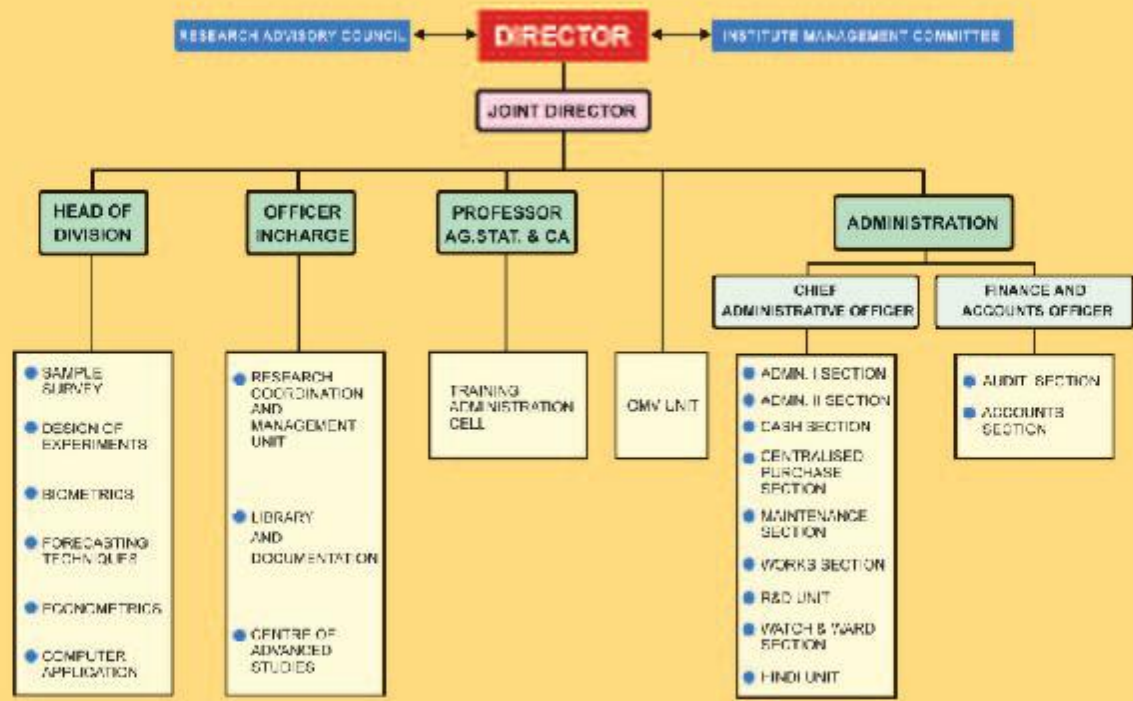 RESEARCH ADVISORY COUNCIL
DIRECTOR
INSTITUTE MANAGEMENT COMMITTEE
JOINT DIRECTOR
HEAD OF
DIVISION
OFFICER
INCHARGE
PROFESSOR
AG.STAT. & CA
ADMINISTRATION
CHIEF
ADMINISTRATIVE OFFICER
FINANCE AND
ACCOUNTS OFFICER
SAMPLE
SURVEY
DESIGN OF
EXPERIMENTS
BIOMETRICS
FORECASTING
TECHNIQUES
ECONOMETRICS
COMPUTER
APPLICATION
RESEARCH
COORDINATION
AND
MANAGEMENT
UNIT
LIBRARY
AND
DOCUMENTATION
CENTRE OF
ADVANCED
STUDIES
TRAINING
ADMINISTRATION
CELL
UNIT
ADMN. I SECTION
ADMN. II SECTION
CASH SECTION
CENTRALISED
PURCHASE
SECTION
MAINTENANCE
SECTION
WORKS SECTION
R&D UNIT
WATCH & WARD
SECTION
HINDI UNIT
AUDIT SECTION
ACCOUNTS
SECTION